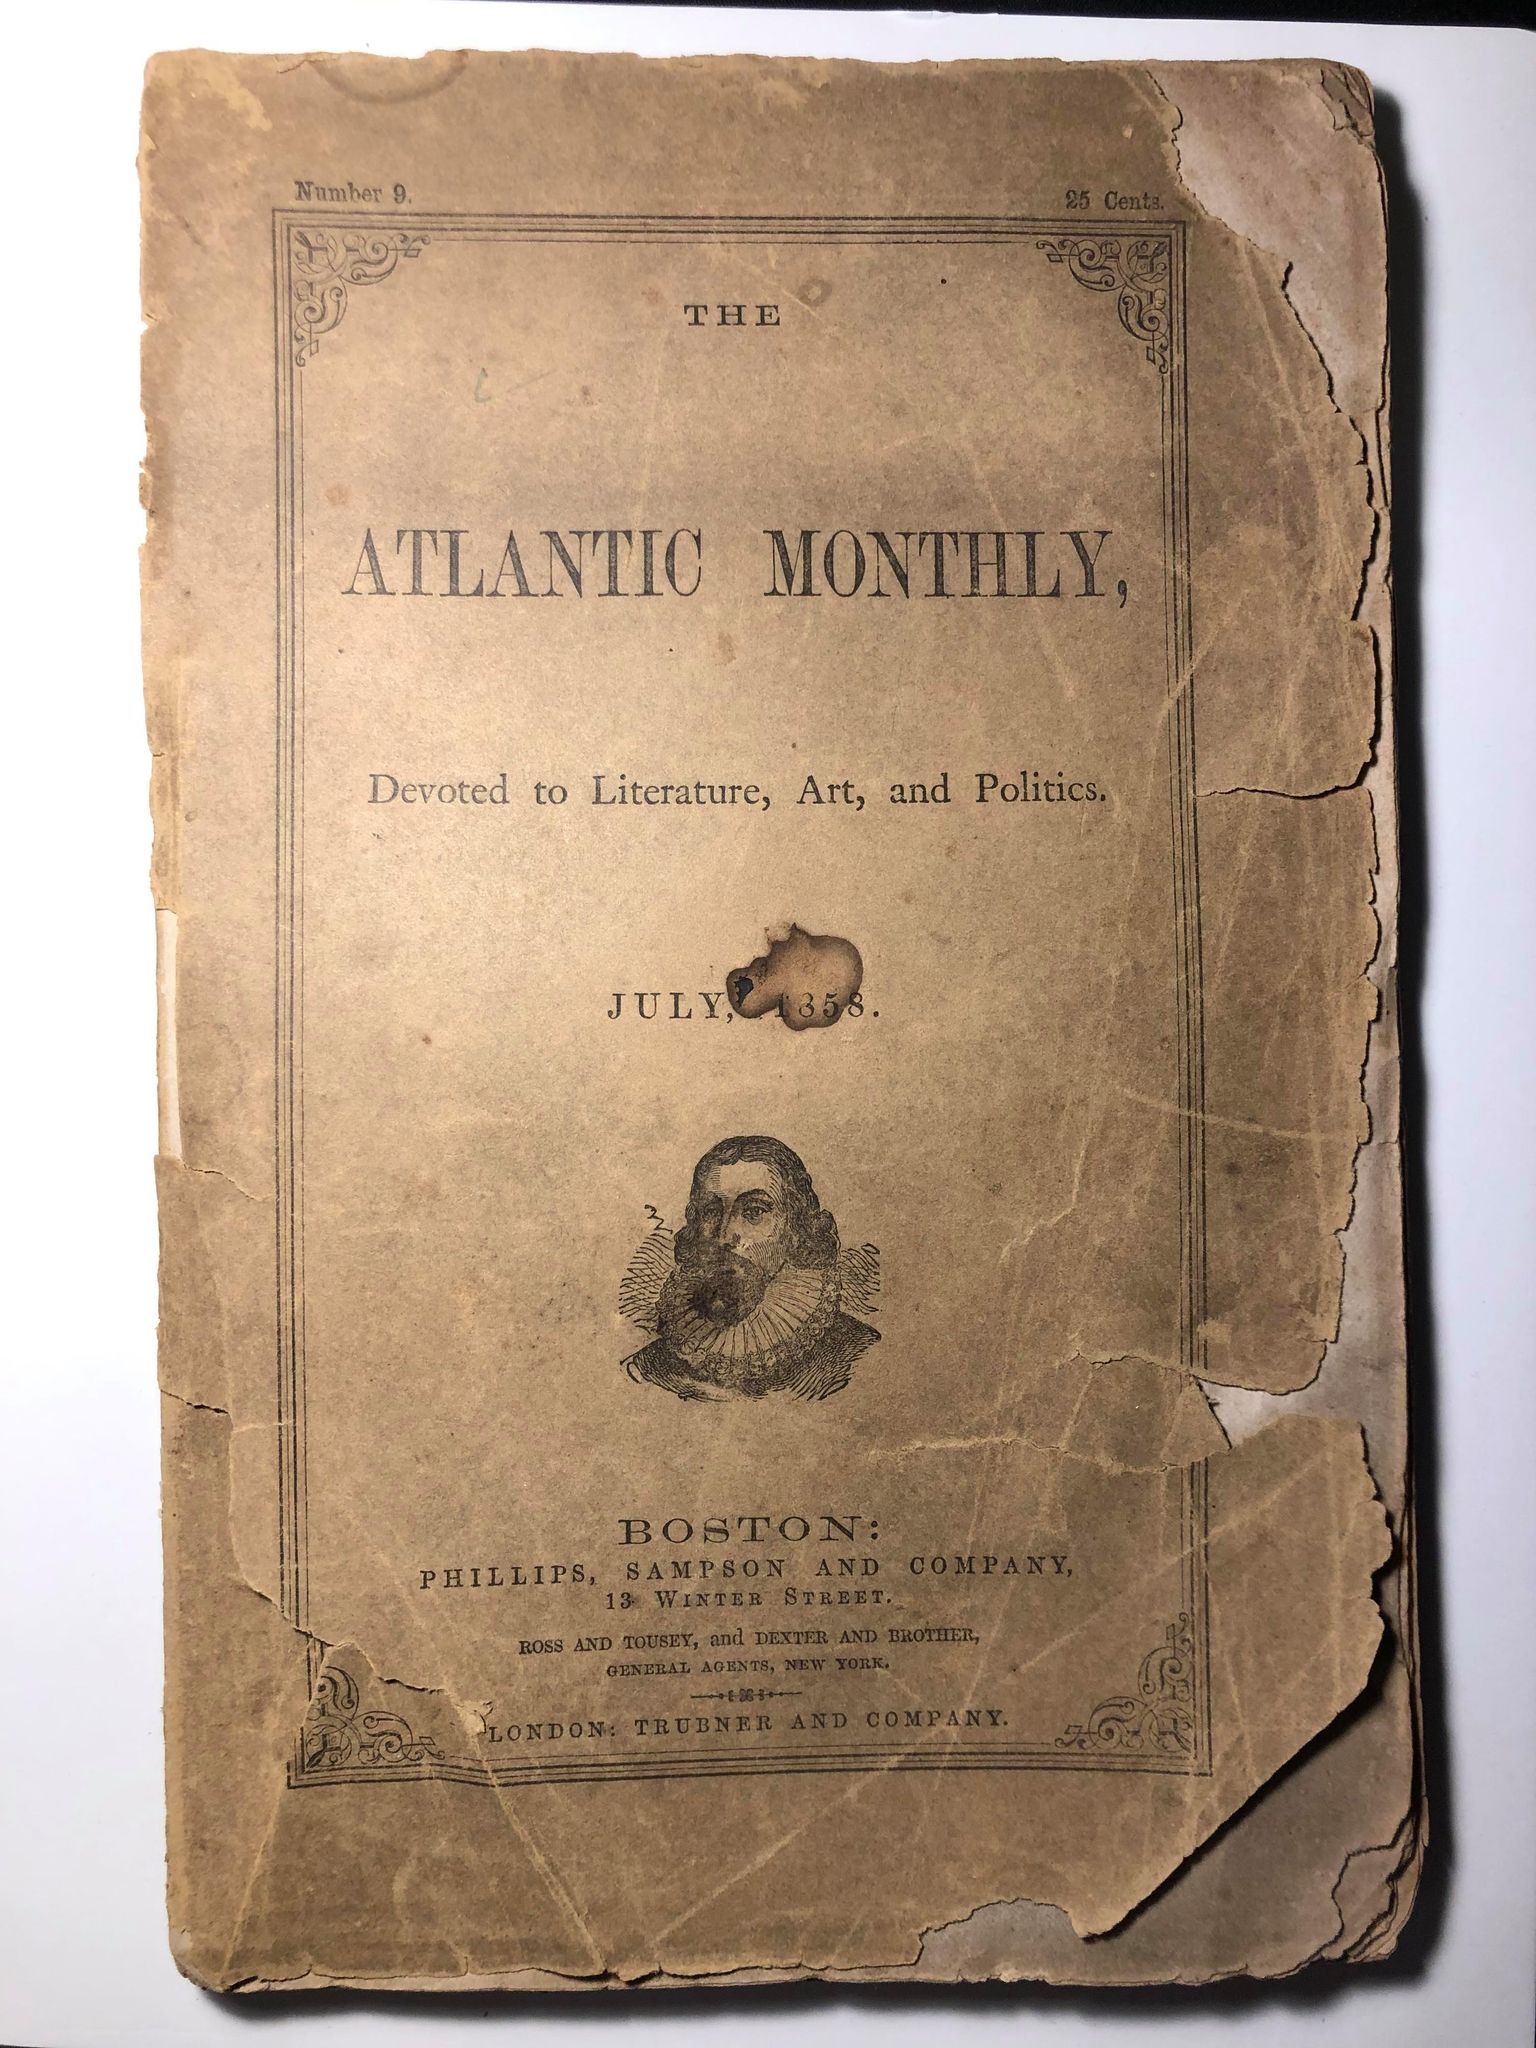 Number 9.
25 Cents.
THE
ATLANTIC MONTHLY,
Devoted to Literature, Art, and Politics.
JULY, 1858.
BOSTON:
PHILLIPS, SAMPSON AND COMPANY,
13 WINTER STREET.
ROSS AND TOUSEY, and DEXTER AND BROTHER,
GENERAL AGENTS, NEW YORK.
LONDON: TRUBNER AND COMPANY.